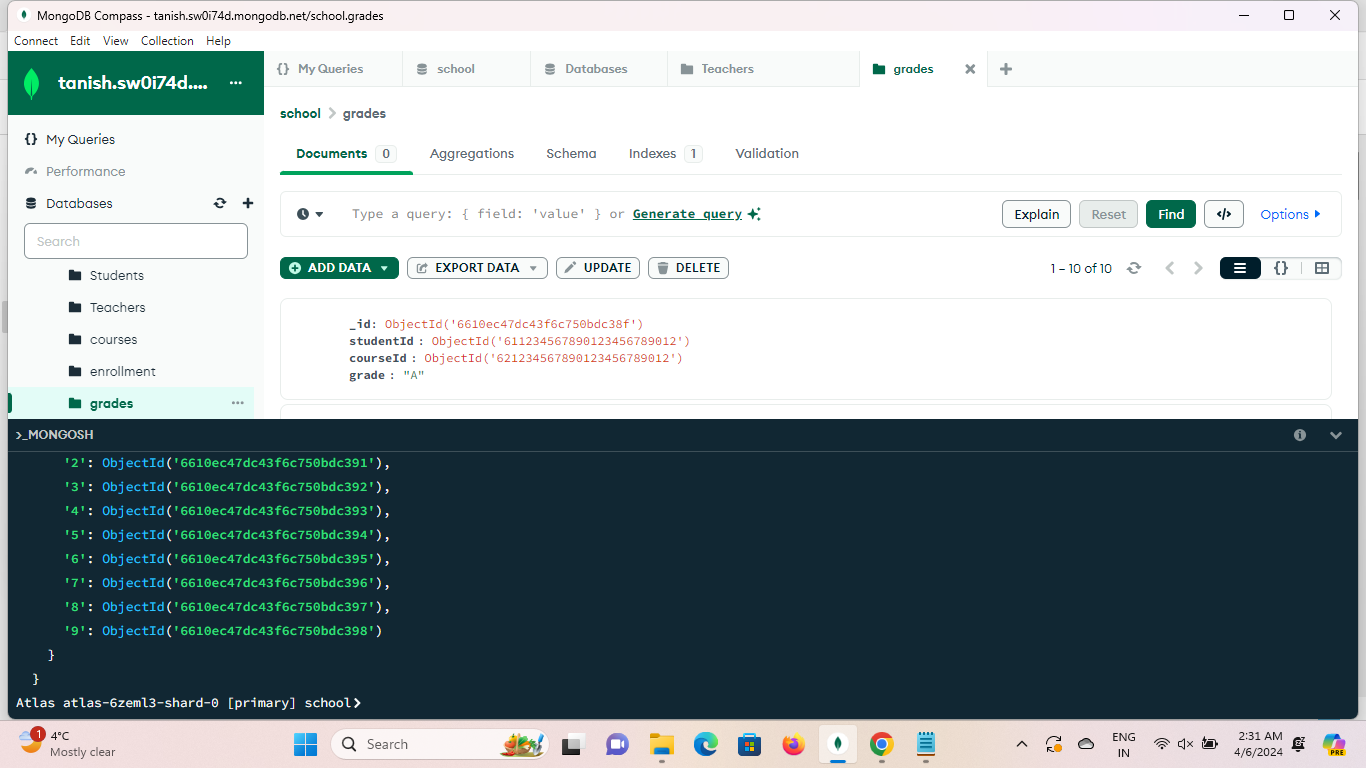 MongoDB Compass - tanish.sw0i74d.mongodb.net/school.grades
Connect Edit View Collection Help
tanish.sw0i74d....
My Queries
Performance
Databases
Search
Students
Teachers
courses
enrollment
grades
{} My Queries school Databases Teachers grades
school > grades
Documents 0 Aggregations Schema Indexes 1 Validation
Type a query: { field: 'value' } or Generate query
Explain Reset Find </> Options
ADD DATA EXPORT DATA UPDATE DELETE
1 – 10 of 10 {}
_id: ObjectId('6610ec47dc43f6c750bdc38f')
studentId : ObjectId('611234567890123456789012')
courseId : ObjectId('621234567890123456789012')
grade : "A"
>_MONGOSH
'2': ObjectId('6610ec47dc43f6c750bdc391'),
'3': ObjectId('6610ec47dc43f6c750bdc392'),
'4': ObjectId('6610ec47dc43f6c750bdc393'),
'5': ObjectId('6610ec47dc43f6c750bdc394'),
'6': ObjectId('6610ec47dc43f6c750bdc395'),
'7': ObjectId('6610ec47dc43f6c750bdc396'),
'8': ObjectId('6610ec47dc43f6c750bdc397'),
'9': ObjectId('6610ec47dc43f6c750bdc398')
}
}
Atlas atlas-6zeml3-shard-0 [primary] school>
1
4°C
Mostly clear
Search
ENG
IN
2:31 AM
4/6/2024
PRE